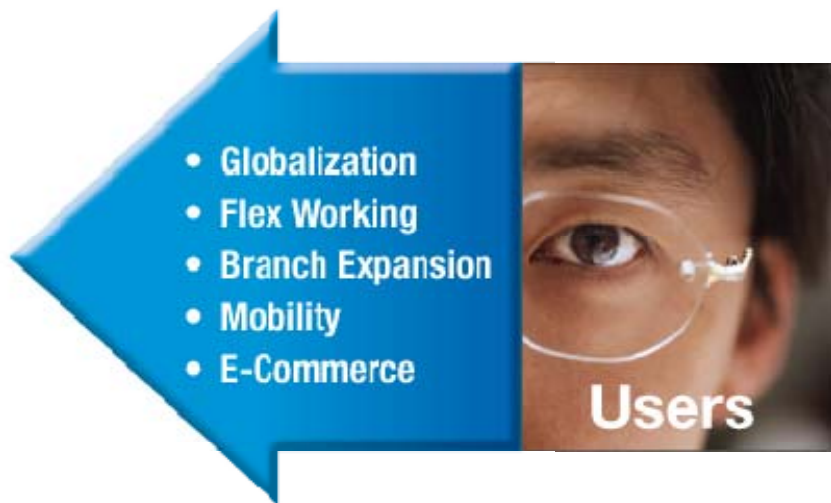 • Globalization
• Flex Working
• Branch Expansion
• Mobility
• E-Commerce
Users